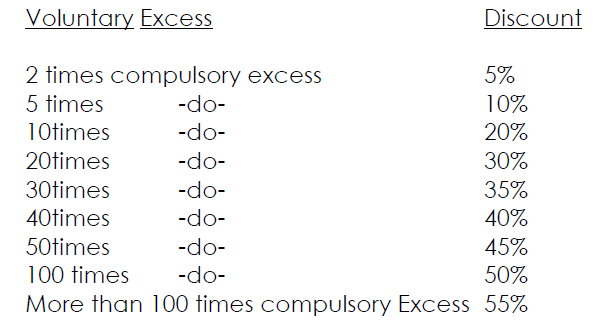 Voluntary Excess Discount
2 times compulsory excess 5%
5 times -do- 10%
10times -do- 20%
20times -do- 30%
30times -do- 35%
40times -do- 40%
50times -do- 45%
100 times -do- 50%
More than 100 times compulsory Excess 55%